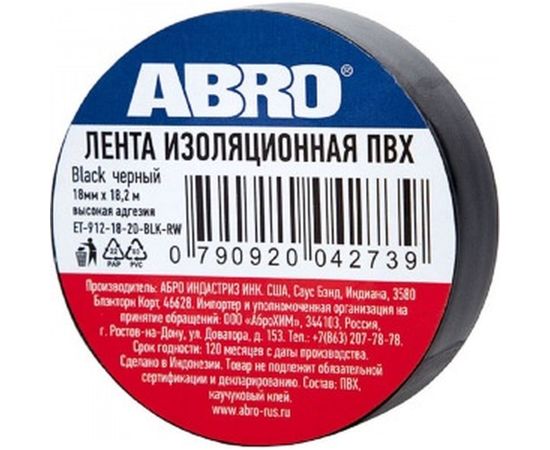 ABRO®
ЛЕНТА ИЗОЛЯЦИОННАЯ ПВХ
Black черный
18мм х 18,2 м
высокая адгезия
ET-912-18-20-BLK-RW
22 PAP
03 PVC
0 790920 042739
Производитель: АБРО ИНДАСТРИЗ ИНК. США, Саус Бэнд, Индиана, 3580
Блэкторн Корт, 46628. Импортер и уполномоченная организация на
принятие обращений: ООО «АброХИМ», 344103, Россия,
г. Ростов-на-Дону, ул. Доватора, д. 153. Тел.: +7(863) 207-78-78.
Срок годности: 120 месяцев с даты производства.
Сделано в Индонезии. Товар не подлежит обязательной
сертификации и декларированию. Состав: ПВХ,
каучуковый клей.
www.abro-rus.ru